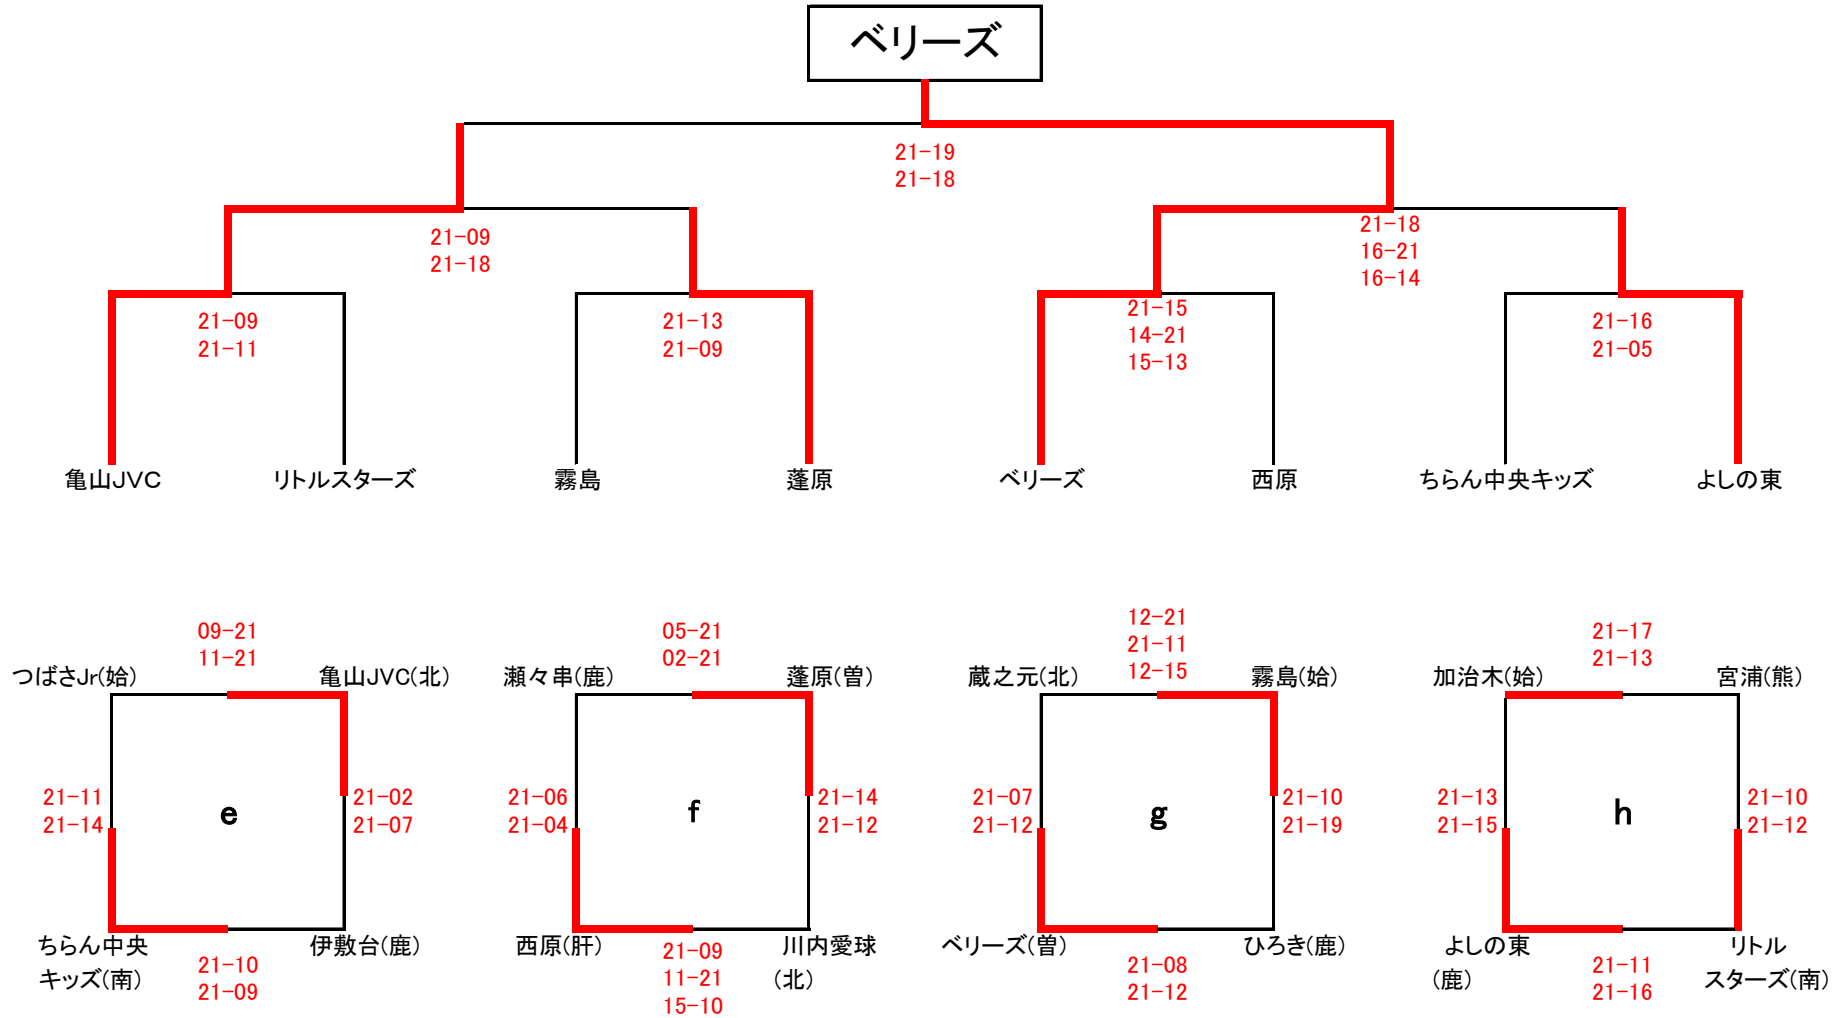 ベリーズ
21-19
21-18
21-09
21-18
21-18
16-21
16-14
21-09
21-11
21-13
21-09
21-15
14-21
15-13
21-16
21-05
亀山JVC
リトルスターズ
霧島
蓬原
ベリーズ
西原
ちらん中央キッズ
よしの東
09-21
11-21
つばさJr(姶)
亀山JVC(北)
21-11
21-14
e
21-02
21-07
ちらん中央
キッズ(南)
伊敷台(鹿)
21-10
21-09
05-21
02-21
瀬々串(鹿)
蓬原(曽)
21-06
21-04
f
21-14
21-12
西原(肝)
川内愛球
(北)
21-09
11-21
15-10
12-21
21-11
12-15
蔵之元(北)
霧島(姶)
21-07
21-12
g
21-10
21-19
ベリーズ(曽)
ひろき(鹿)
21-08
21-12
21-17
21-13
加治木(姶)
宮浦(熊)
21-13
21-15
h
21-10
21-12
よしの東
(鹿)
リトル
スターズ(南)
21-11
21-16